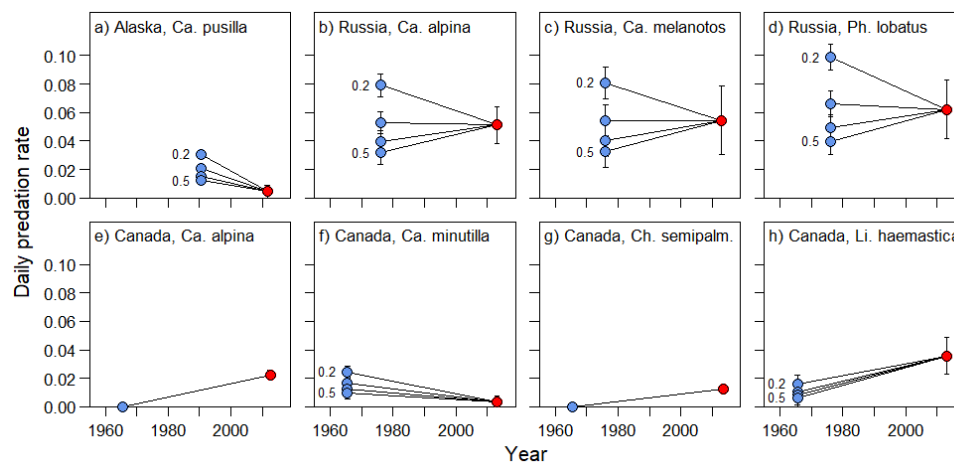 a) Alaska, Ca. pusilla
b) Russia, Ca. alpina
c) Russia, Ca. melanotos
d) Russia, Ph. lobatus
0.10
0.08
0.06
0.04
0.02
0.00
0.2
0.5
0.2
0.5
0.2
0.5
0.2
0.5
e) Canada, Ca. alpina
f) Canada, Ca. minutilla
g) Canada, Ch. semipalm.
h) Canada, Li. haemastica
0.10
0.08
0.06
0.04
0.02
0.00
0.2
0.5
0.2
0.5
1960 1980 2000
1960 1980 2000
1960 1980 2000
1960 1980 2000
Daily predation rate
Year